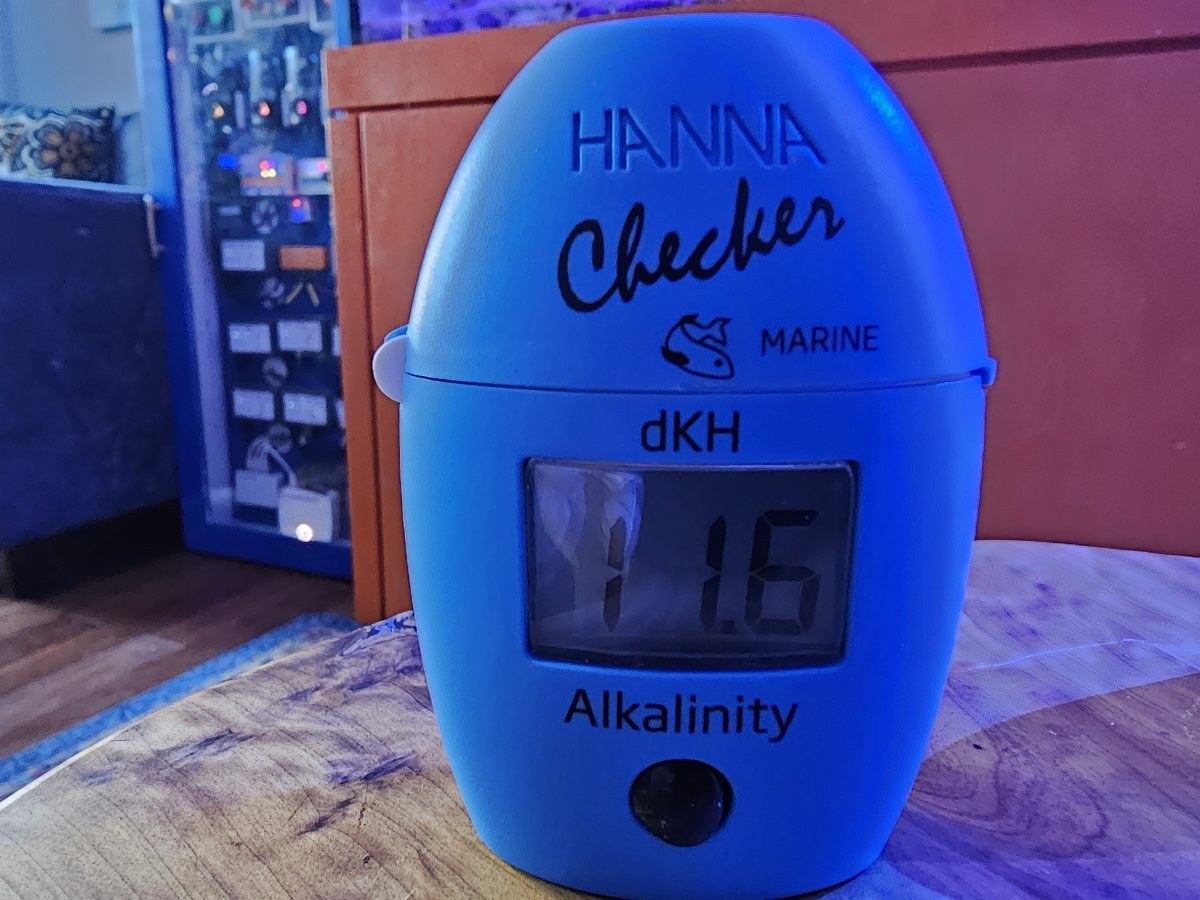 HANNA
Checker
MARINE
dKH
11.6
Alkalinity